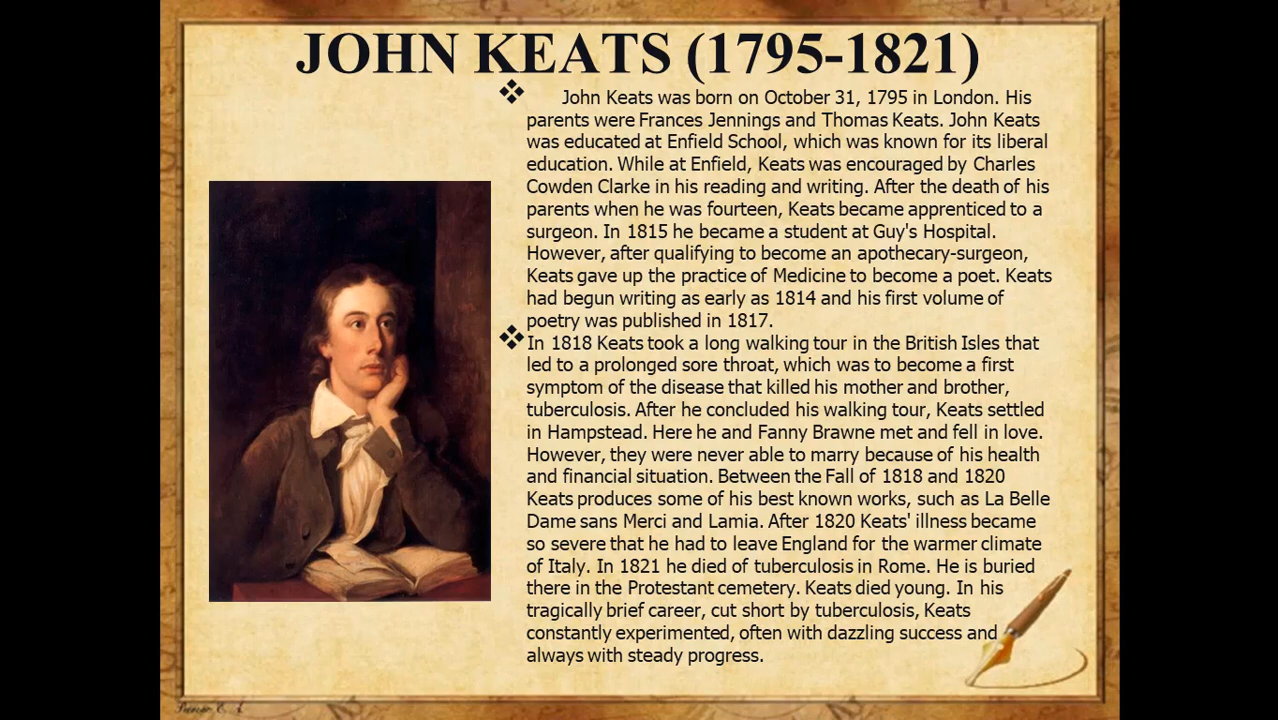 JOHN KEATS (1795-1821)
John Keats was born on October 31, 1795 in London. His
parents were Frances Jennings and Thomas Keats. John Keats
was educated at Enfield School, which was known for its liberal
education. While at Enfield, Keats was encouraged by Charles
Cowden Clarke in his reading and writing. After the death of his
parents when he was fourteen, Keats became apprenticed to a
surgeon. In 1815 he became a student at Guy's Hospital.
However, after qualifying to become an apothecary-surgeon,
Keats gave up the practice of Medicine to become a poet. Keats
had begun writing as early as 1814 and his first volume of
poetry was published in 1817.
In 1818 Keats took a long walking tour in the British Isles that
led to a prolonged sore throat, which was to become a first
symptom of the disease that killed his mother and brother,
tuberculosis. After he concluded his walking tour, Keats settled
in Hampstead. Here he and Fanny Brawne met and fell in love.
However, they were never able to marry because of his health
and financial situation. Between the Fall of 1818 and 1820
Keats produces some of his best known works, such as La Belle
Dame sans Merci and Lamia. After 1820 Keats' illness became
so severe that he had to leave England for the warmer climate
of Italy. In 1821 he died of tuberculosis in Rome. He is buried
there in the Protestant cemetery. Keats died young. In his
tragically brief career, cut short by tuberculosis, Keats
constantly experimented, often with dazzling success and
always with steady progress.